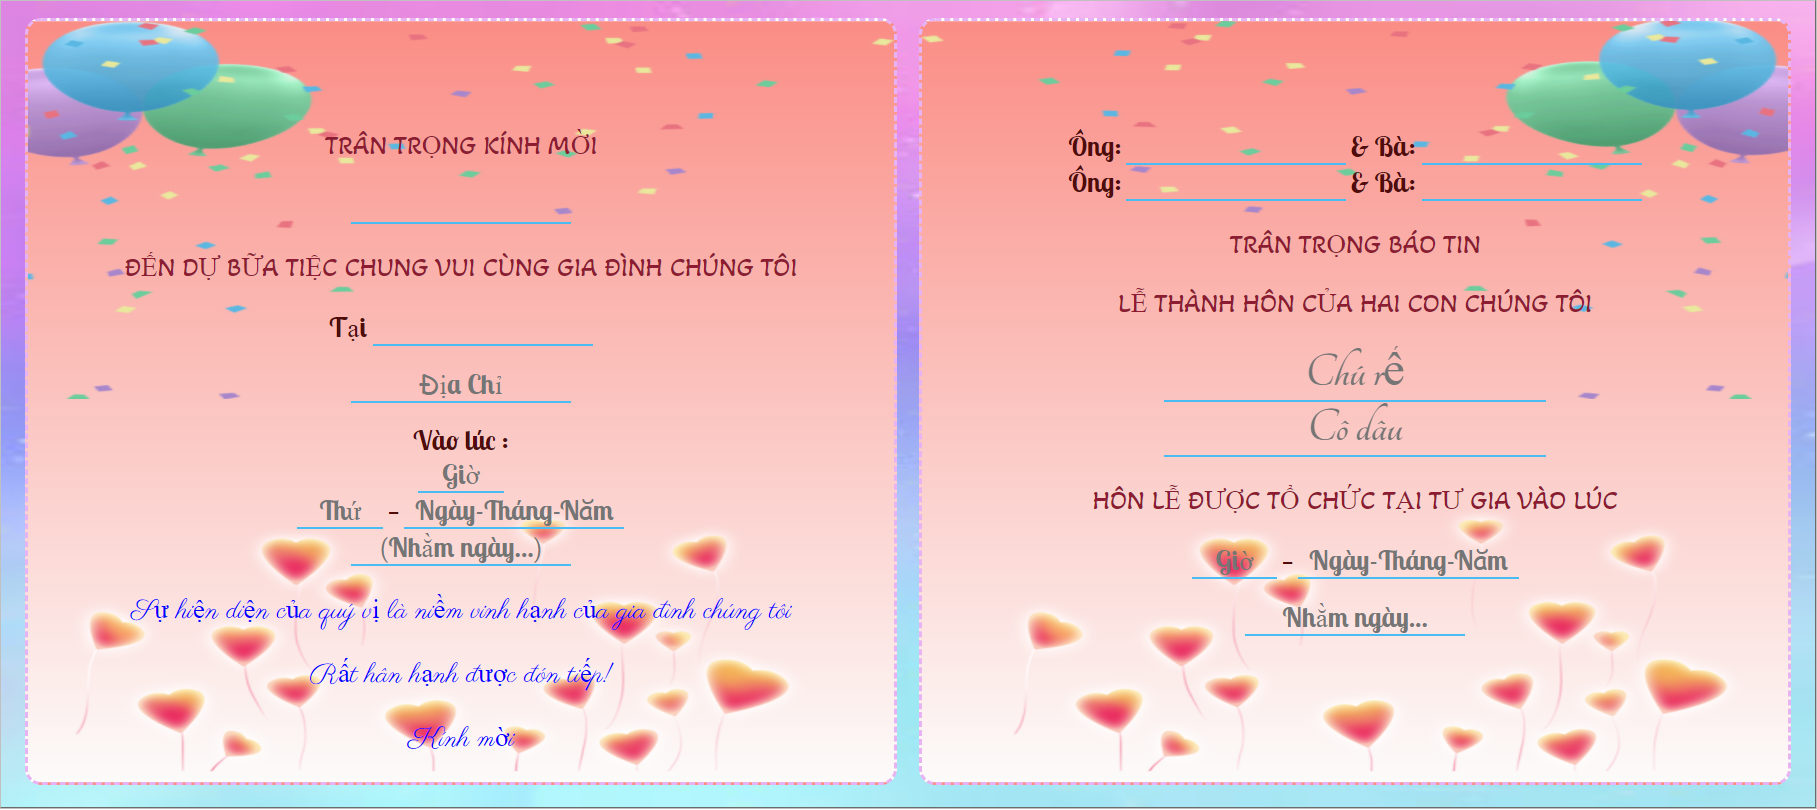 TRÂN TRỌNG KÍNH MỜI
ĐẾN DỰ BỮA TIỆC CHUNG VUI CÙNG GIA ĐÌNH CHÚNG TÔI
Tại
Địa Chỉ
Vào lúc :
Giờ
Thứ - Ngày-Tháng-Năm
(Nhằm ngày...)
Sự hiện diện của quý vị là niềm vinh hạnh của gia đình chúng tôi
Rất hân hạnh được đón tiếp!
Kính mời
Ông: & Bà:
Ông: & Bà:
TRÂN TRỌNG BÁO TIN
LỄ THÀNH HÔN CỦA HAI CON CHÚNG TÔI
Chú rể
Cô dâu
HÔN LỄ ĐƯỢC TỔ CHỨC TẠI TƯ GIA VÀO LÚC
Giờ - Ngày-Tháng-Năm
Nhằm ngày...